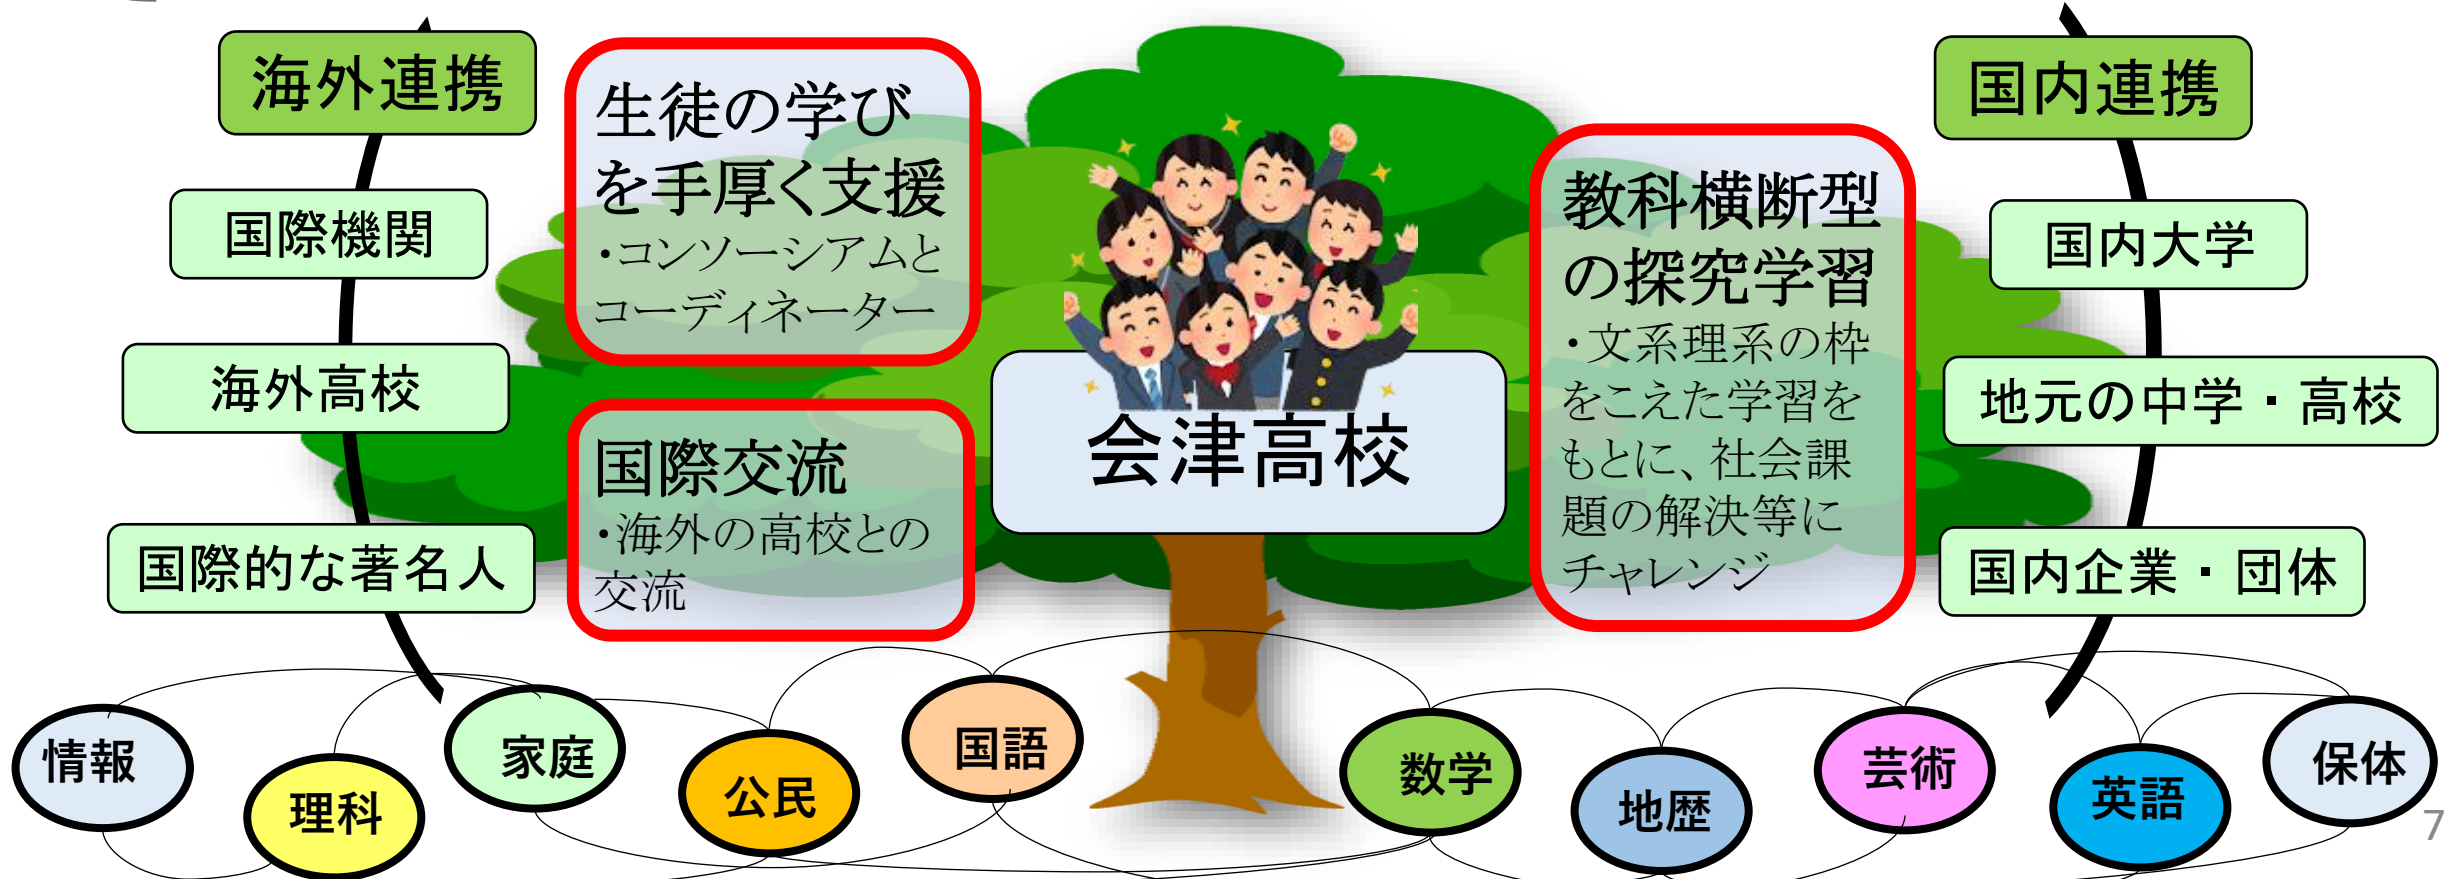 海外連携
国際機関
海外高校
国際的な著名人
生徒の学び
を手厚く支援
・コンソーシアムと
コーディネーター
国際交流
・海外の高校との
交流
会津高校
教科横断型
の探究学習
・文系理系の枠
をこえた学習を
もとに、社会課
題の解決等に
チャレンジ
国内連携
国内大学
地元の中学・高校
国内企業・団体
情報
理科
家庭
公民
国語
数学
地歴
芸術
英語
保体
7